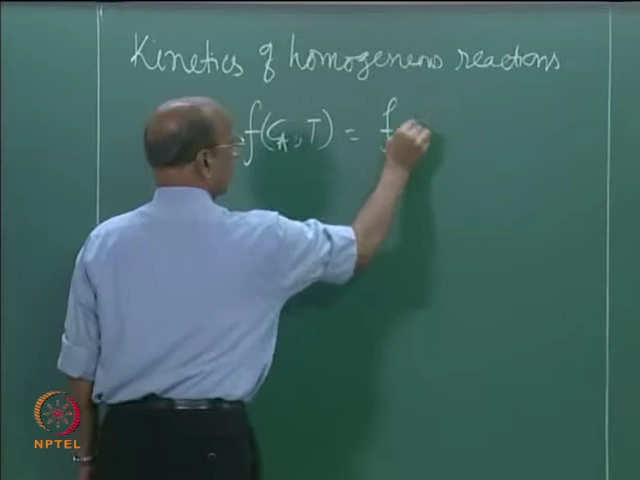 Kinetics of homogeneous reactions
f(C_A, T) = f
NPTEL